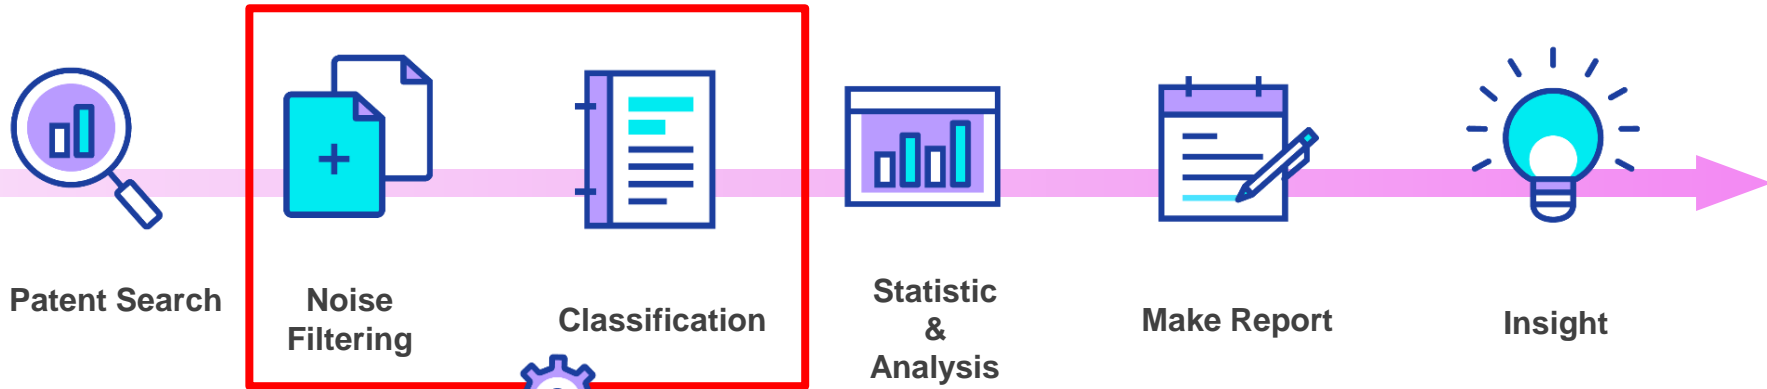 Patent Search
Noise
Filtering
Classification
Statistic
&
Analysis
Make Report
Insight